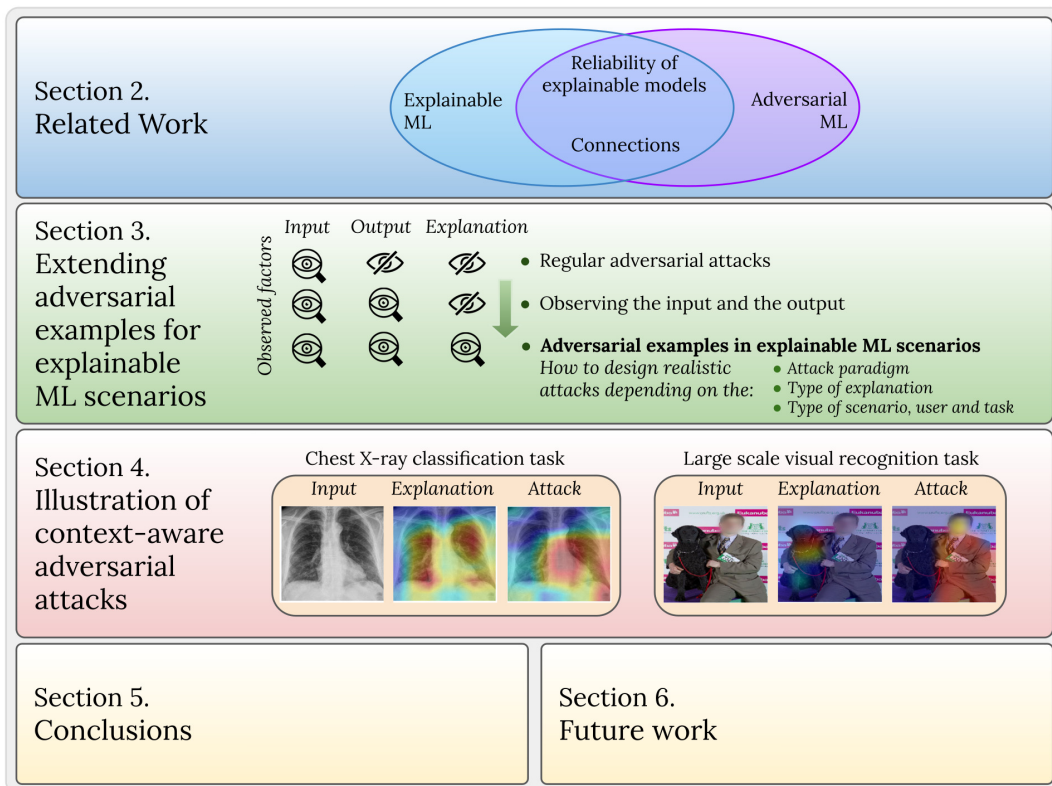 Section 2.
Related Work
Explainable
ML
Reliability of
explainable models
Connections
Adversarial
ML
Section 3.
Extending
adversarial
examples for
explainable
ML scenarios
Observed factors
Input Output Explanation
• Regular adversarial attacks
• Observing the input and the output
• Adversarial examples in explainable ML scenarios
How to design realistic
attacks depending on the:
• Attack paradigm
• Type of explanation
• Type of scenario, user and task
Section 4.
Illustration of
context-aware
adversarial
attacks
Chest X-ray classification task
Input Explanation Attack
Large scale visual recognition task
Input Explanation Attack
Section 5.
Conclusions
Section 6.
Future work